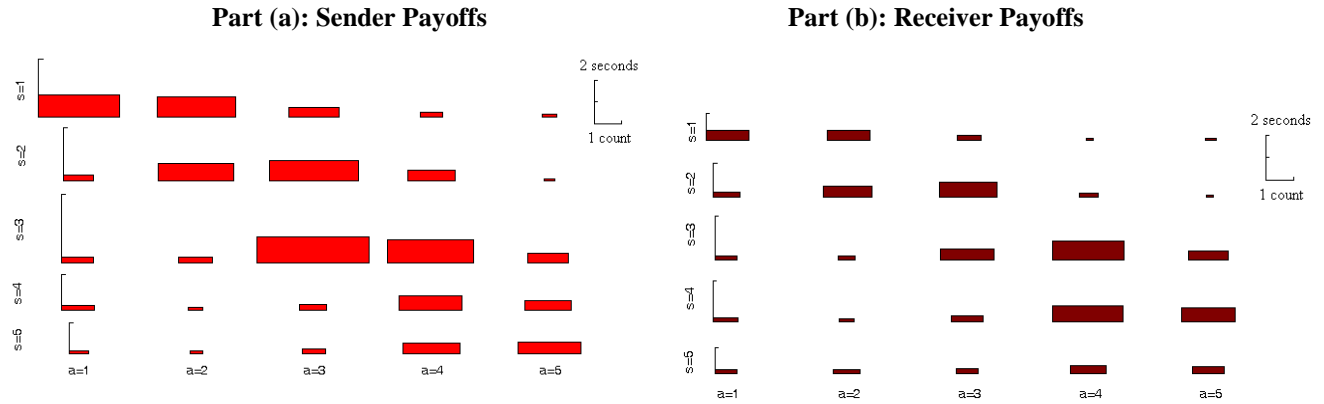 Part (a): Sender Payoffs
s=1
s=2
s=3
s=4
s=5
a=1 a=2 a=3 a=4 a=5
2 seconds
1 count
Part (b): Receiver Payoffs
s=1
s=2
s=3
s=4
s=5
a=1 a=2 a=3 a=4 a=5
2 seconds
1 count